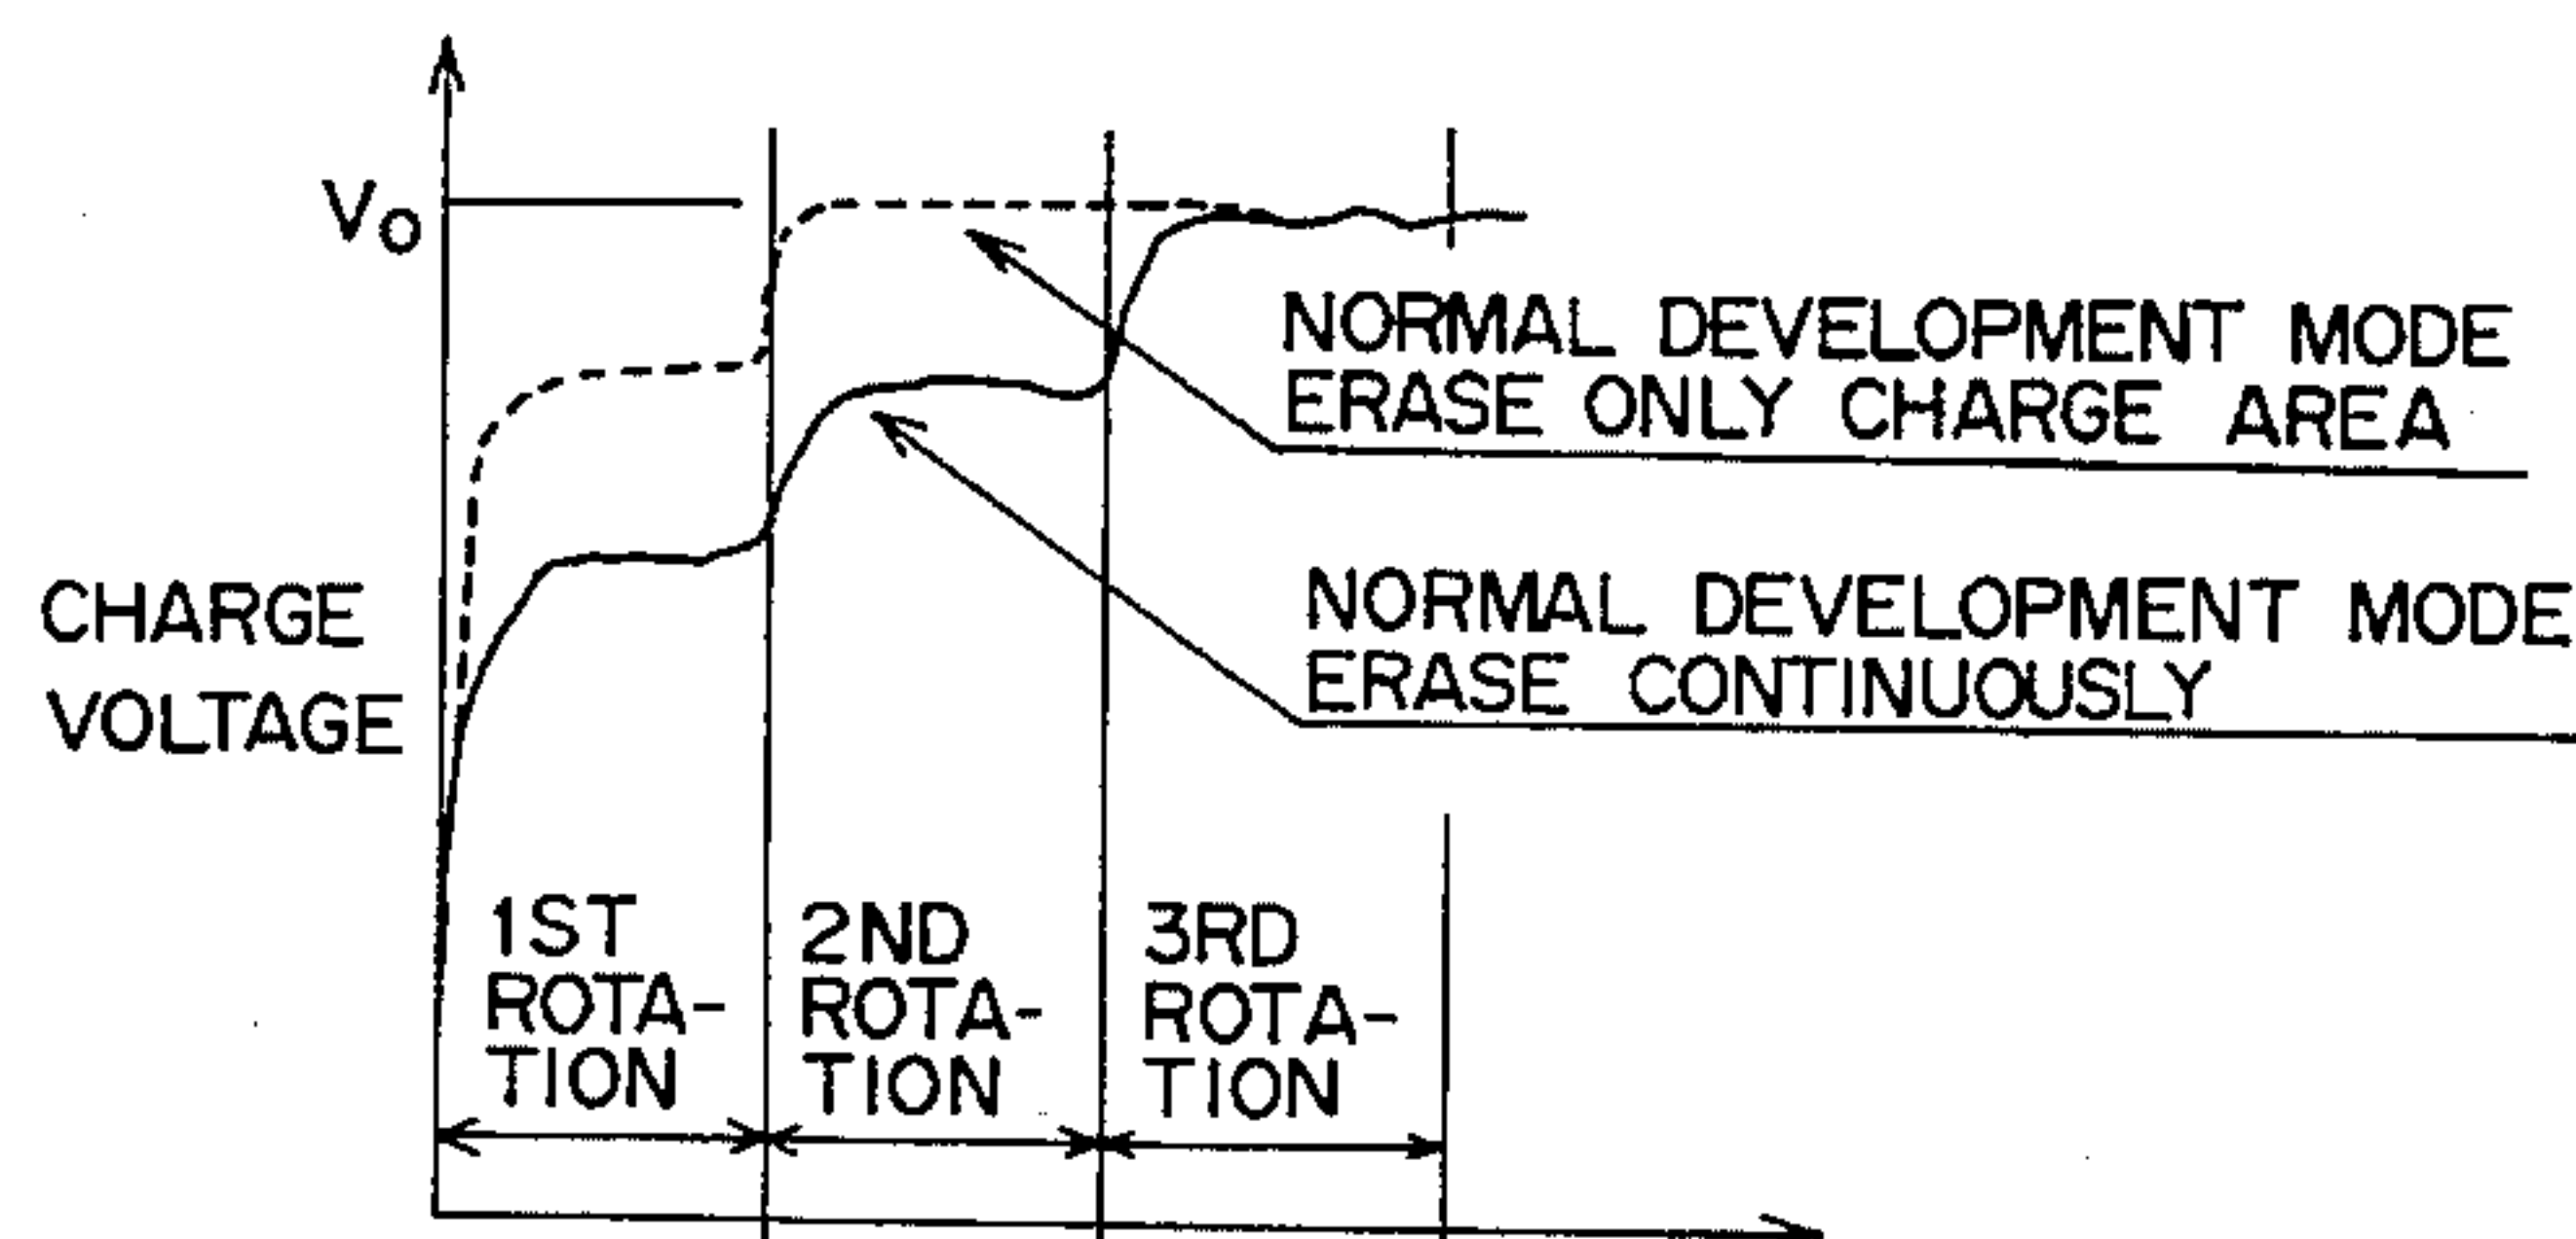 V0
NORMAL DEVELOPMENT MODE
ERASE ONLY CHARGE AREA
CHARGE
VOLTAGE
NORMAL DEVELOPMENT MODE
ERASE CONTINUOUSLY
1ST
ROTA-
TION
2ND
ROTA-
TION
3RD
ROTA-
TION